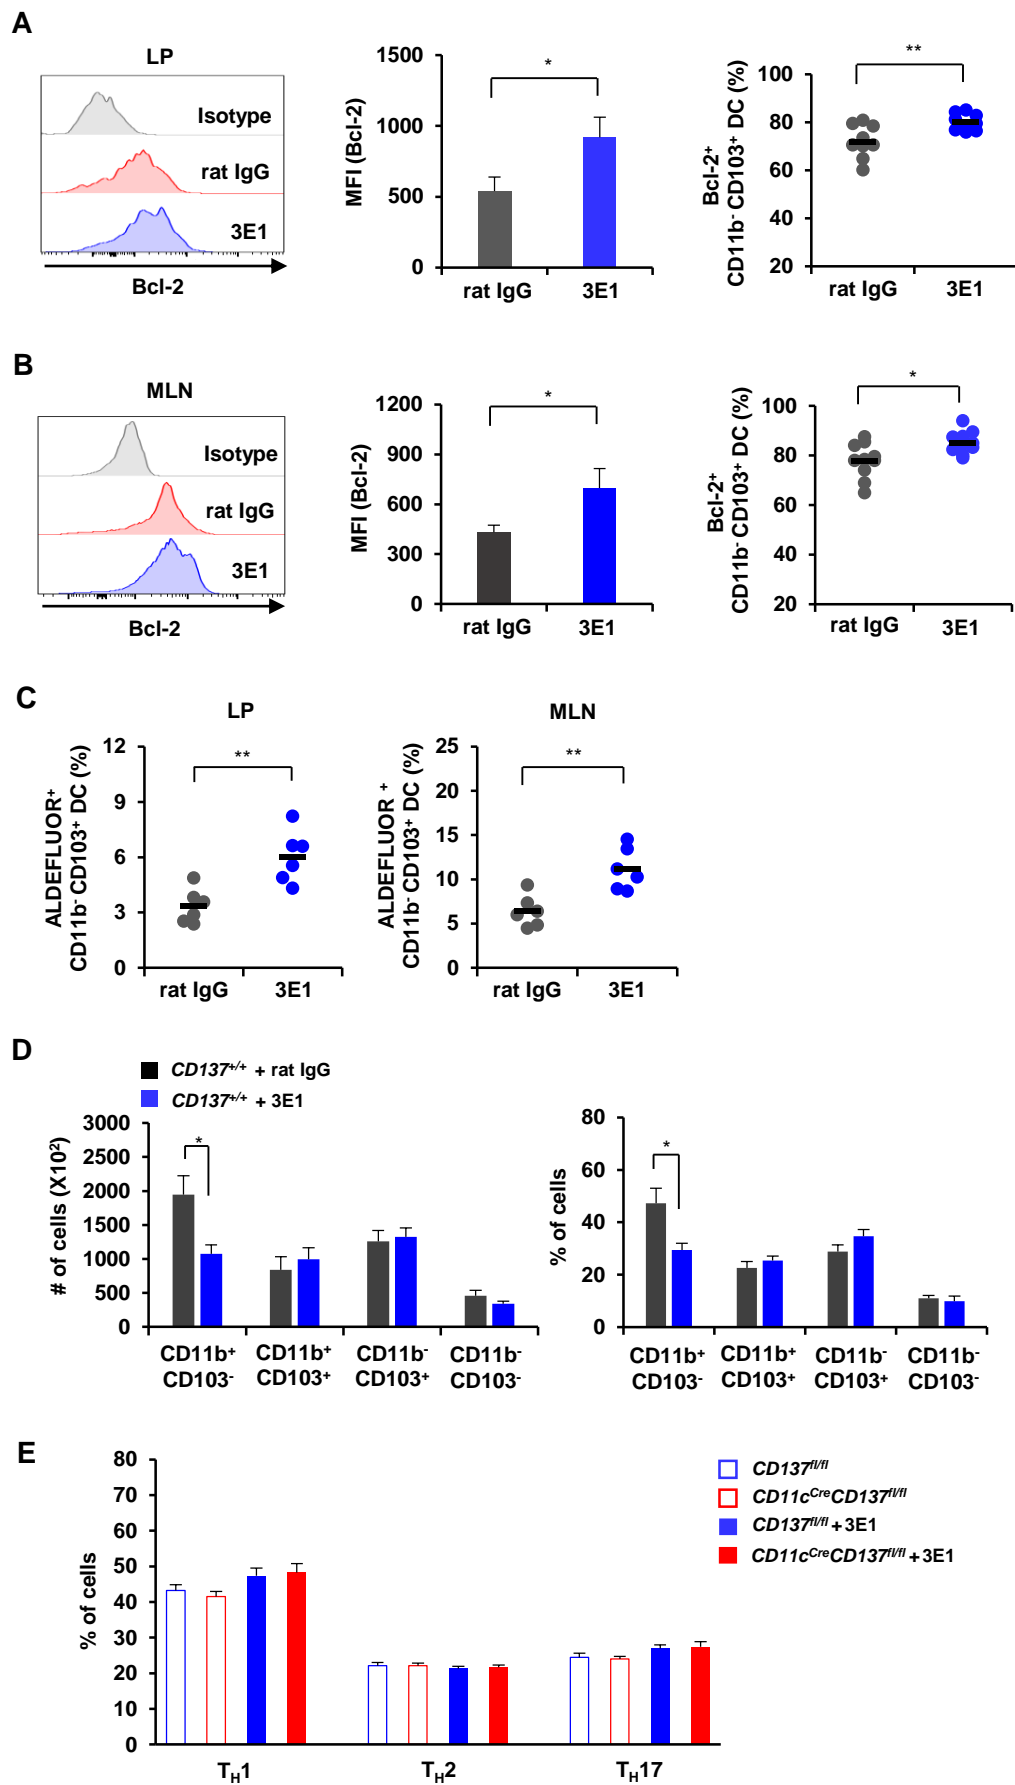 A
LP
Isotype
rat IgG
3E1
Bcl-2
MFI (Bcl-2)
1500
1000
500
0
*
rat IgG
3E1
Bcl-2⁺
CD11b⁻ CD103⁺ DC (%)
100
80
60
40
20
**
rat IgG
3E1
B
MLN
Isotype
rat IgG
3E1
Bcl-2
MFI (Bcl-2)
1200
900
600
300
0
*
rat IgG
3E1
Bcl-2⁺
CD11b⁻ CD103⁺ DC (%)
100
80
60
40
20
*
rat IgG
3E1
C
LP
ALDEFLUOR⁺
CD11b⁻ CD103⁺ DC (%)
12
9
6
3
0
**
rat IgG
3E1
MLN
ALDEFLUOR ⁺
CD11b⁻ CD103⁺ DC (%)
25
20
15
10
5
0
**
rat IgG
3E1
D
CD137⁺/⁺ + rat IgG
CD137⁺/⁺ + 3E1
# of cells (X10²)
3000
2500
2000
1500
1000
500
0
*
CD11b⁺ CD11b⁺ CD11b⁻ CD11b⁻
CD103⁻ CD103⁺ CD103⁺ CD103⁻
% of cells
80
60
40
20
0
*
CD11b⁺ CD11b⁺ CD11b⁻ CD11b⁻
CD103⁻ CD103⁺ CD103⁺ CD103⁻
E
% of cells
80
70
60
50
40
30
20
10
0
CD137ᶠˡ/ᶠˡ
CD11cᶜʳᵉCD137ᶠˡ/ᶠˡ
CD137ᶠˡ/ᶠˡ + 3E1
CD11cᶜʳᵉCD137ᶠˡ/ᶠˡ + 3E1
T_H1 T_H2 T_H17